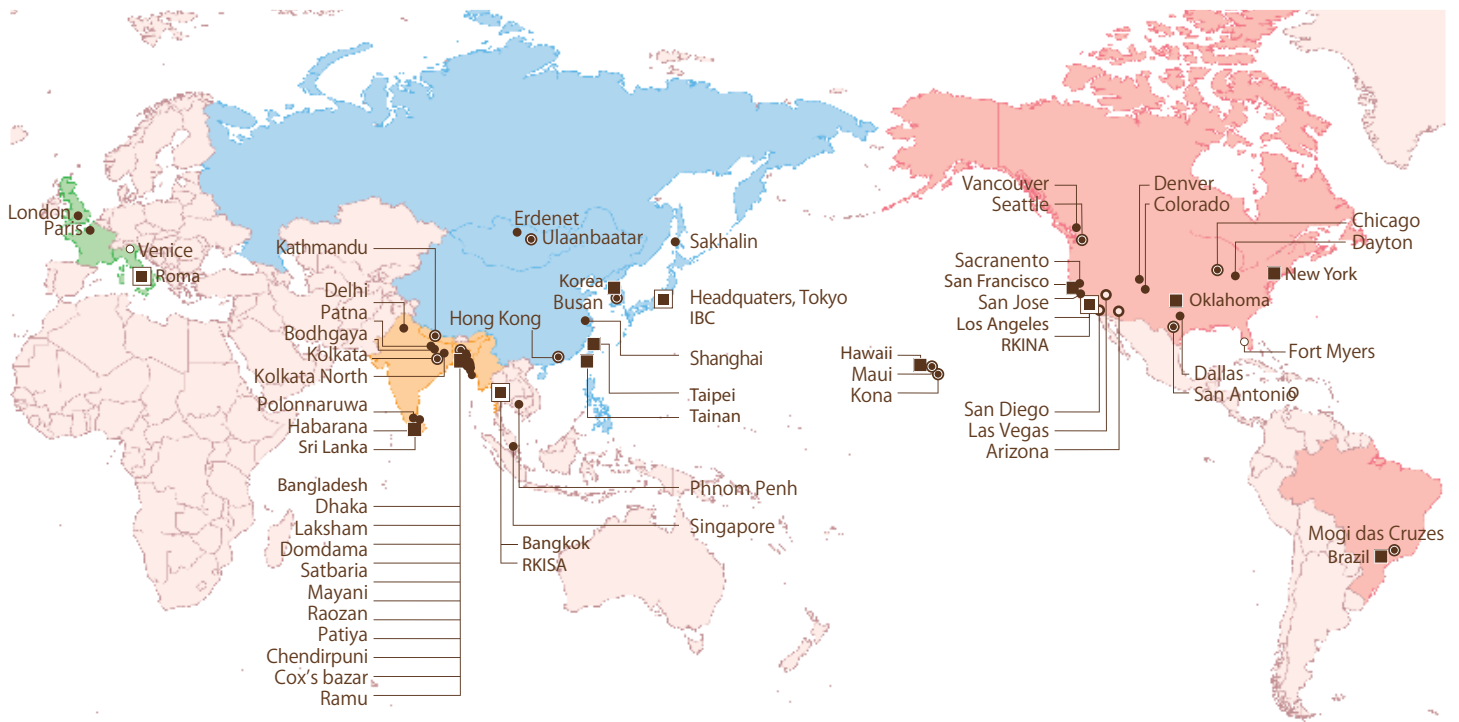 London
Paris
Venice
Roma
Kathmandu
Delhi
Patna
Bodhgaya
Kolkata
Kolkata North
Polonnaruwa
Habarana
Sri Lanka
Bangladesh
Dhaka
Laksham
Domdama
Satbaria
Mayani
Raozan
Patiya
Chendirpuni
Cox's bazar
Ramu
Erdenet
Ulaanbaatar
Sakhalin
Korea
Busan
Headquaters, Tokyo
IBC
Hong Kong
Shanghai
Taipei
Tainan
Phnom Penh
Singapore
Bangkok
RKISA
Hawaii
Maui
Kona
Vancouver
Seattle
Sacranento
San Francisco
San Jose
Los Angeles
RKINA
San Diego
Las Vegas
Arizona
Denver
Colorado
Chicago
Dayton
New York
Oklahoma
Fort Myers
Dallas
San Antonio
Mogi das Cruzes
Brazil